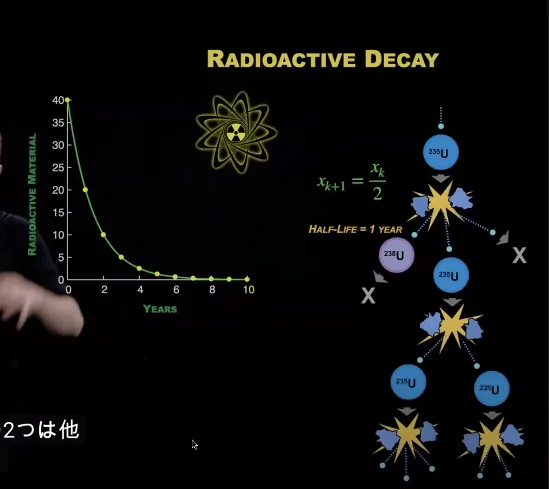 RADIOACTIVE DECAY
RADIOACTIVE MATERIAL
40
35
30
25
20
15
10
5
0
0 2 4 6 8 10
YEARS
x_{k+1} = x_k / 2
HALF-LIFE = 1 YEAR
235U
238U
X
235U
X
235U
235U
2つは他